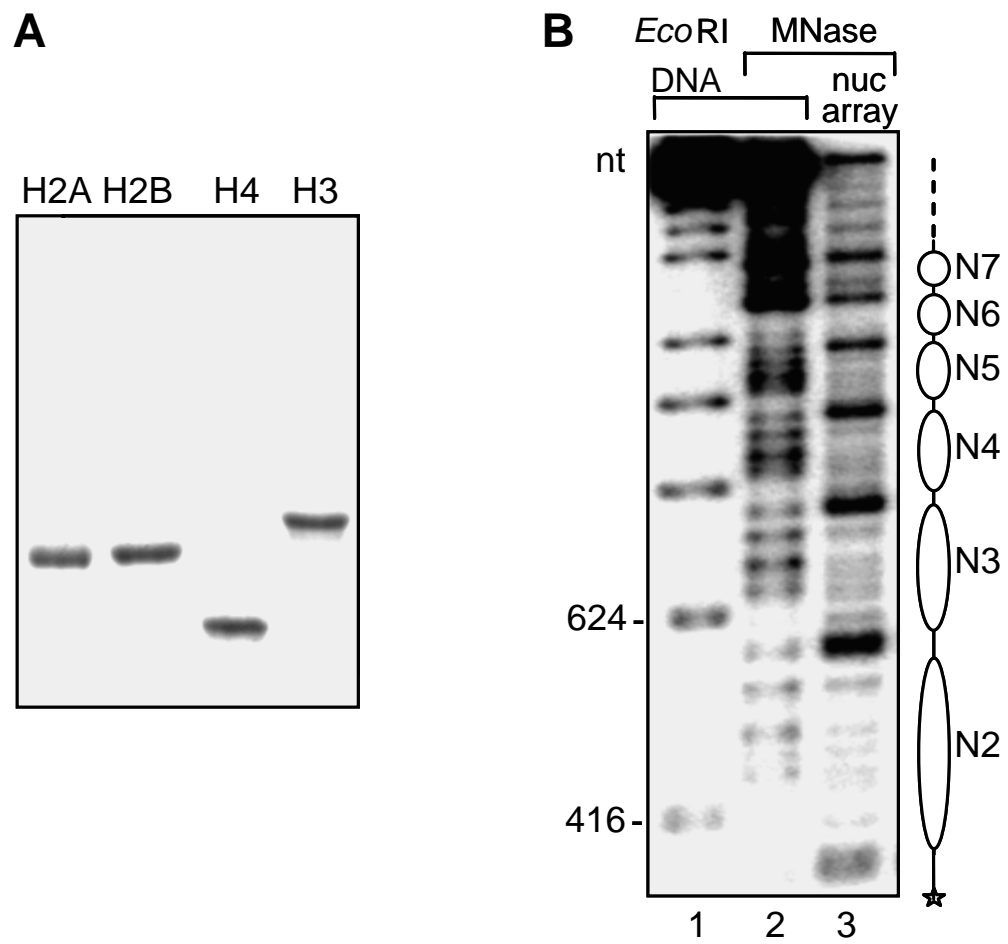 A
H2A H2B H4 H3
B
EcoRI MNase
DNA nuc array
nt
N7
N6
N5
N4
N3
624-
N2
416-
1 2 3